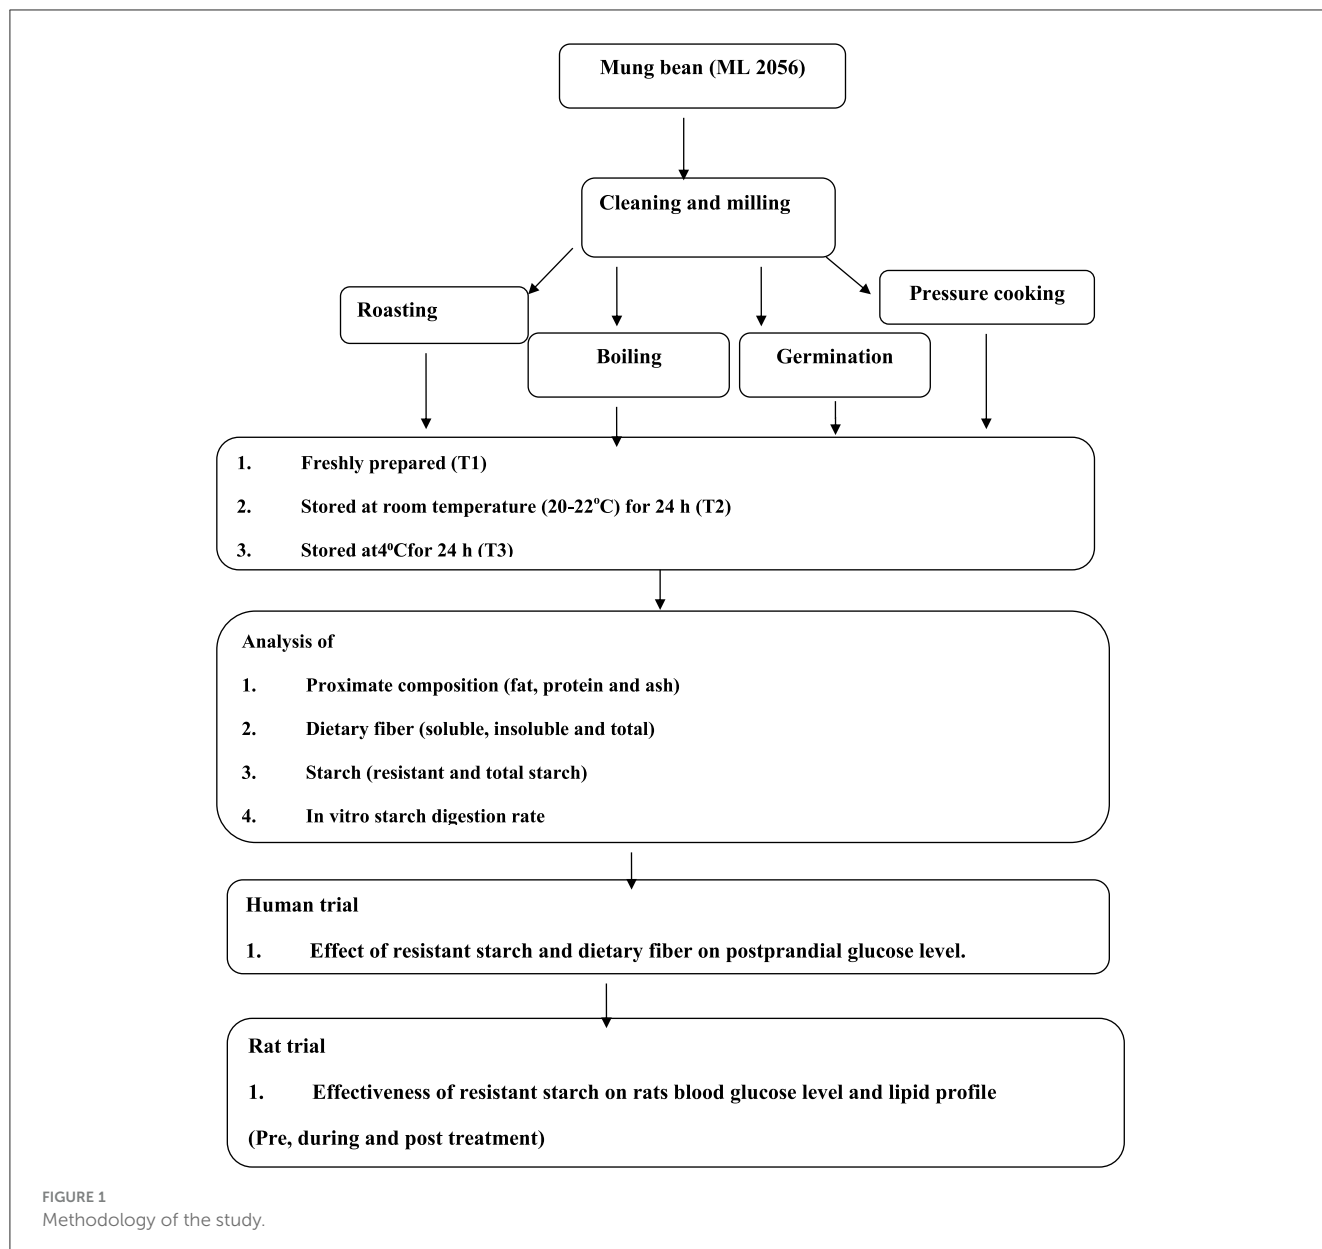 Mung bean (ML 2056)
Cleaning and milling
Roasting
Boiling
Germination
Pressure cooking
1. Freshly prepared (T1)
2. Stored at room temperature (20-22°C) for 24 h (T2)
3. Stored at4⁰Cfor 24 h (T3)
Analysis of
1. Proximate composition (fat, protein and ash)
2. Dietary fiber (soluble, insoluble and total)
3. Starch (resistant and total starch)
4. In vitro starch digestion rate
Human trial
1. Effect of resistant starch and dietary fiber on postprandial glucose level.
Rat trial
1. Effectiveness of resistant starch on rats blood glucose level and lipid profile
(Pre, during and post treatment)
FIGURE 1
Methodology of the study.